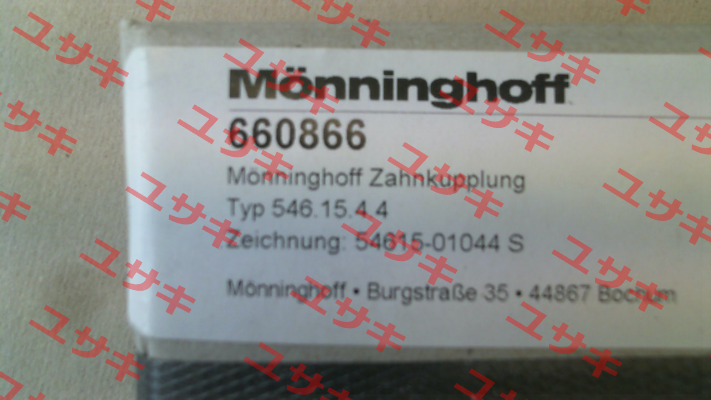 Mönninghoff
660866
Mönninghoff Zahnkupplung
Typ 546.15.4.4
Zeichnung: 54615-01044 S
Mönninghoff • Burgstraße 35 • 44867 Bochum
ユサキ